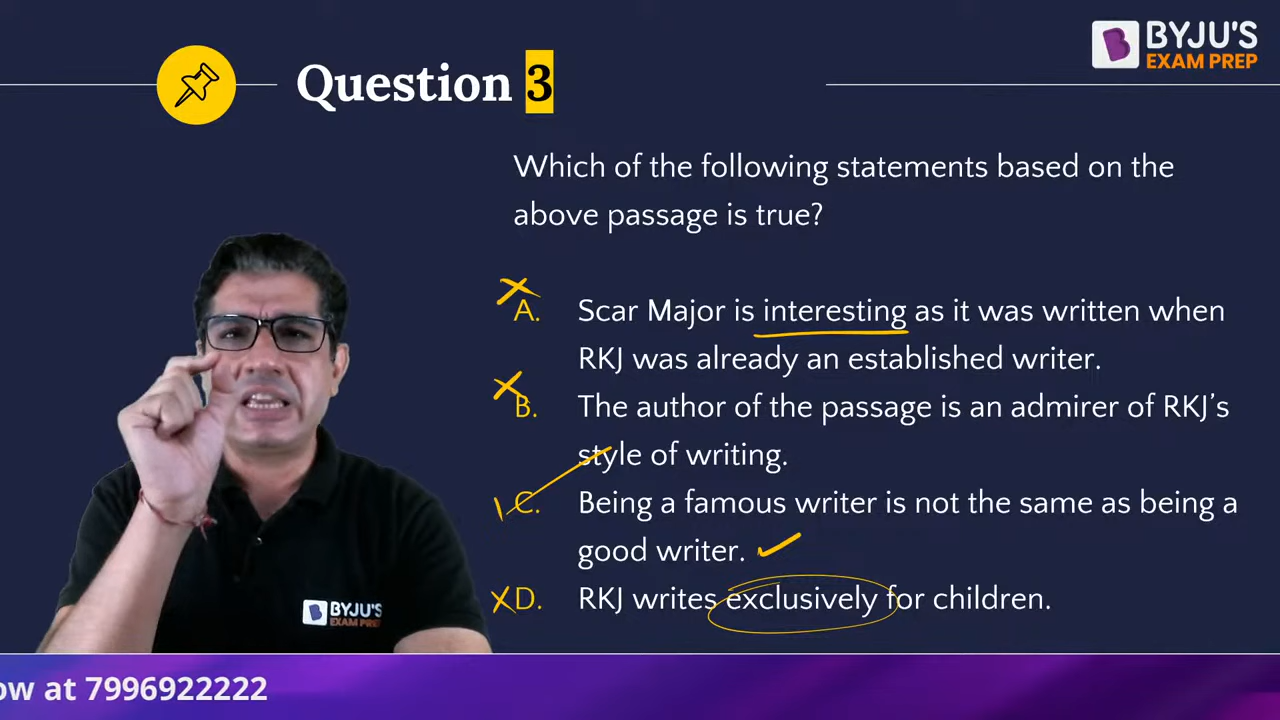 BYJU'S
EXAM PREP
Question 3
Which of the following statements based on the
above passage is true?
A. Scar Major is interesting as it was written when
RKJ was already an established writer.
B. The author of the passage is an admirer of RKJ's
style of writing.
C. Being a famous writer is not the same as being a
good writer.
D. RKJ writes exclusively for children.
BYJU'S
EXAM PREP
ow at 7996922222